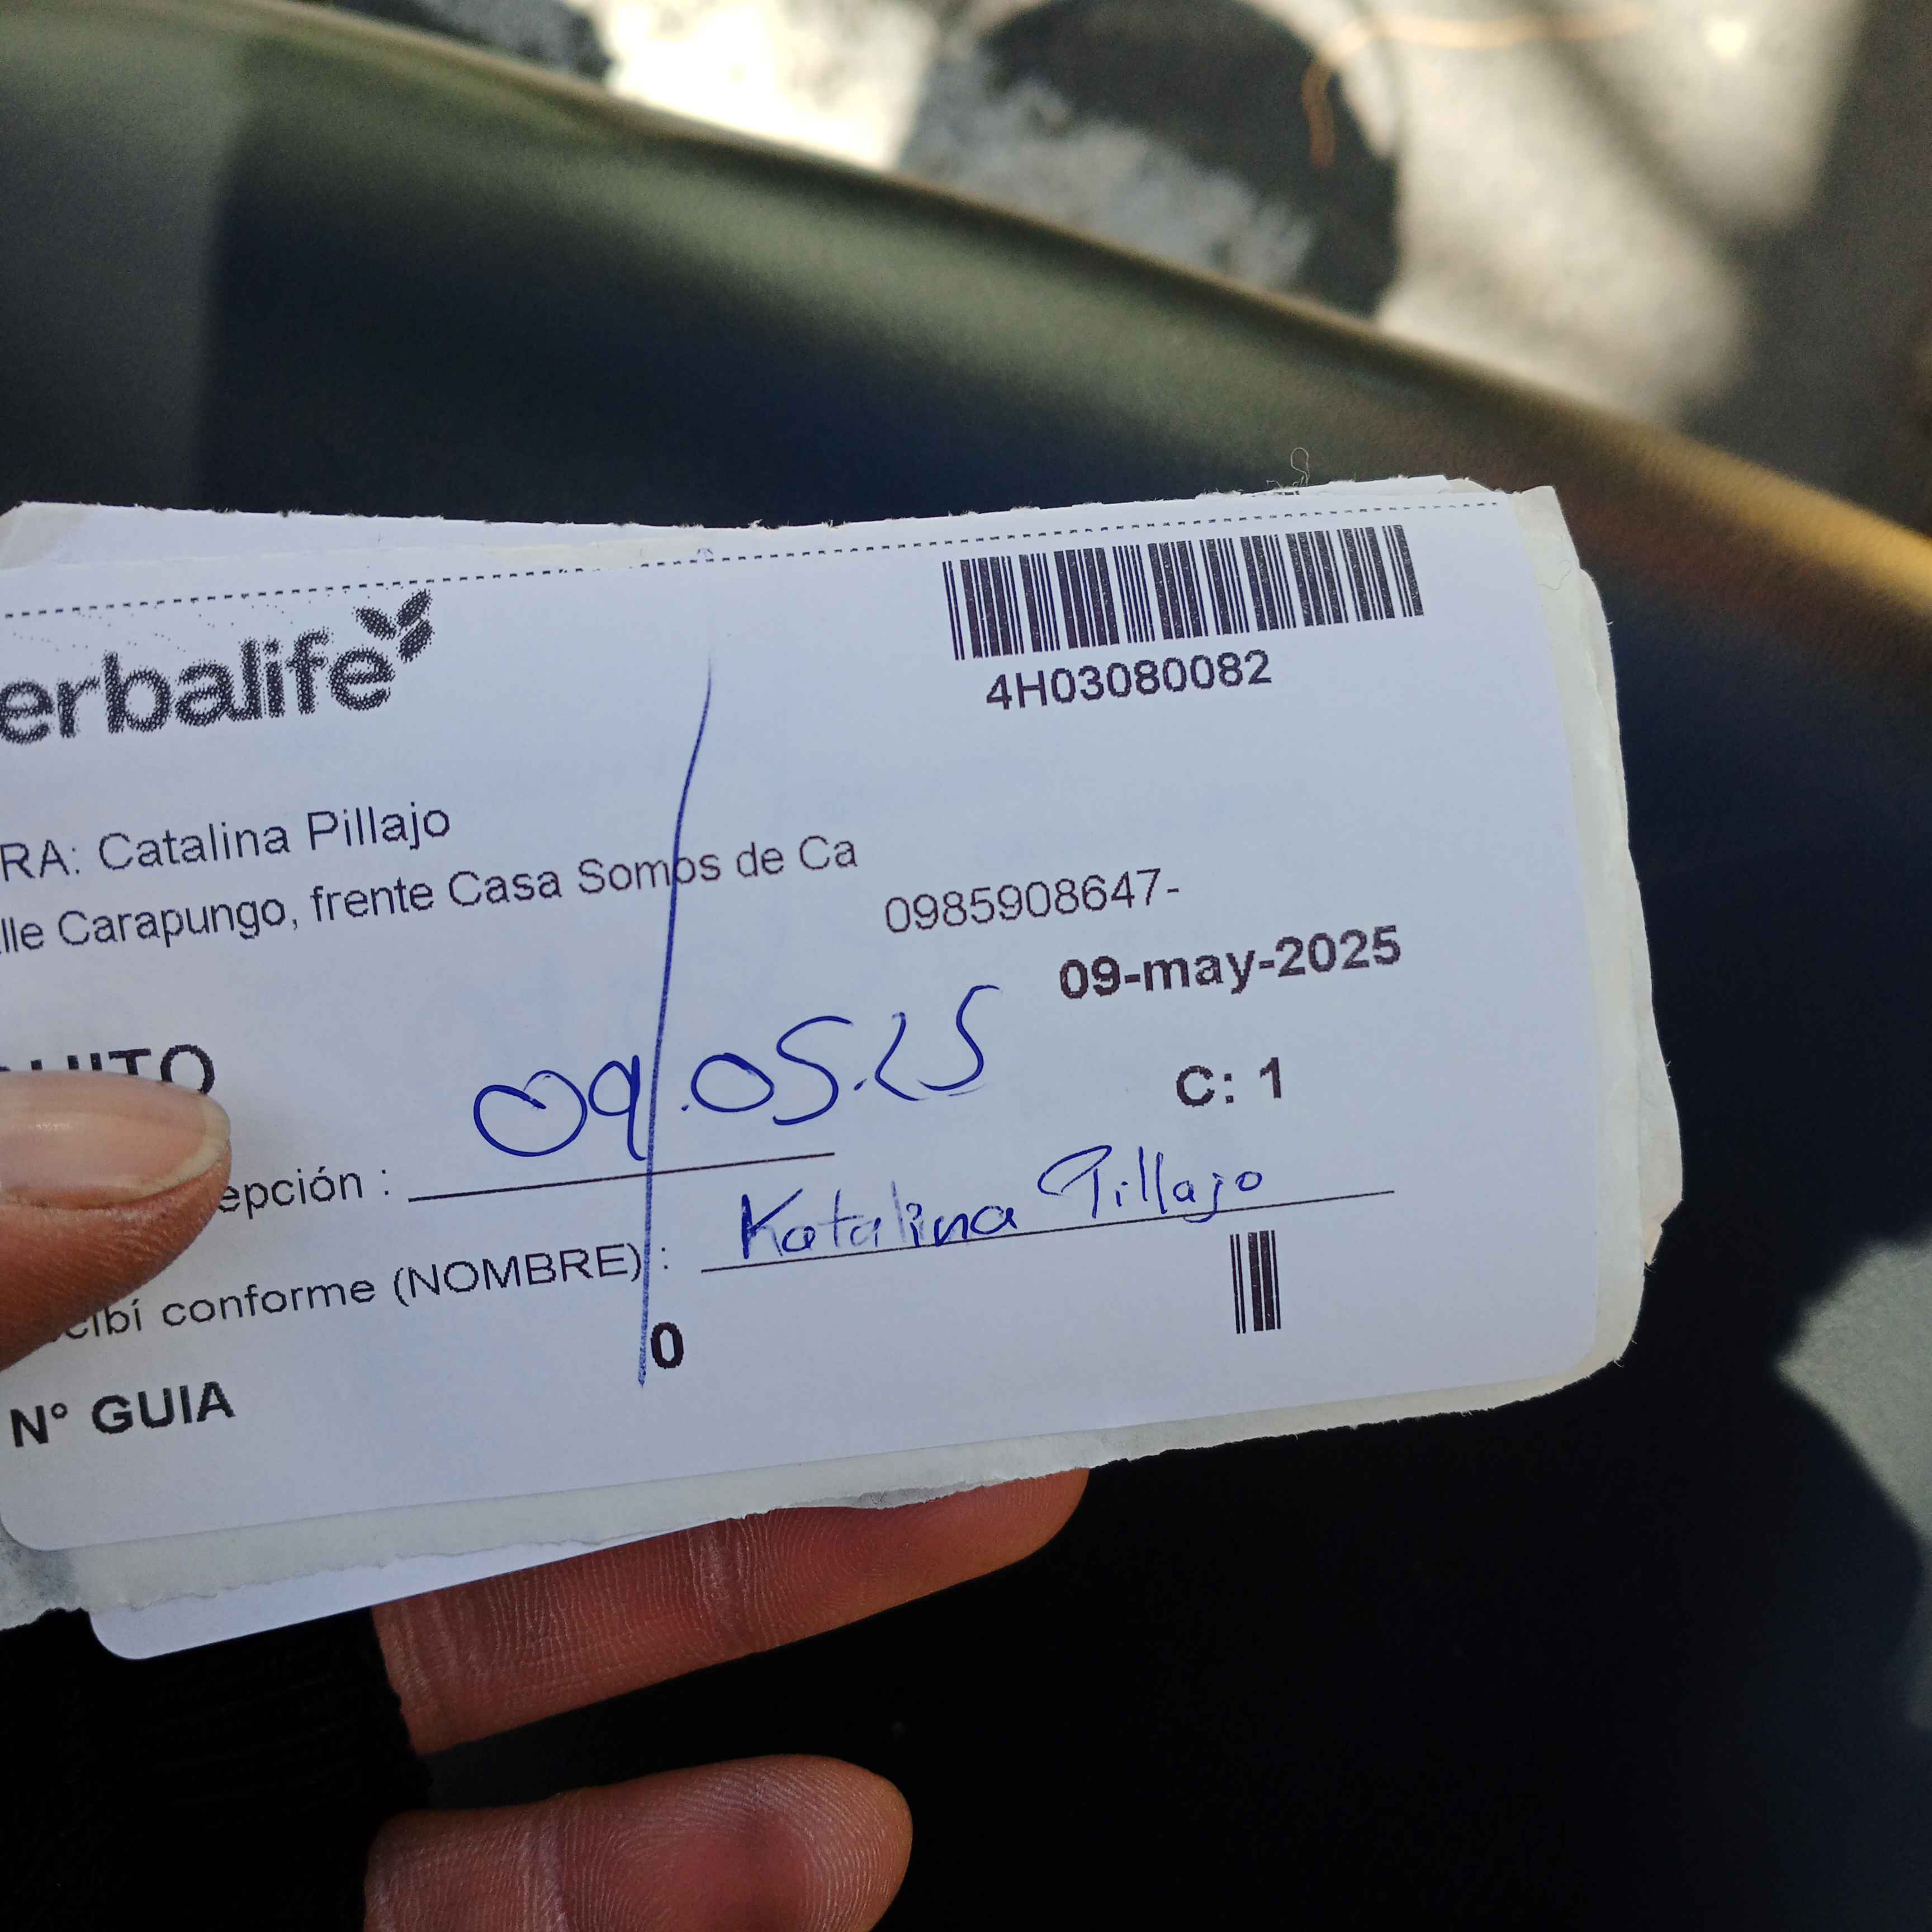 erbalife
4H03080082
RA: Catalina Pillajo
lle Carapungo, frente Casa Somos de Ca
0985908647-
09-may-2025
UITO
09.05.25
C: 1
epción :
Katalina Pillajo
cibí conforme (NOMBRE) :
0
N° GUIA